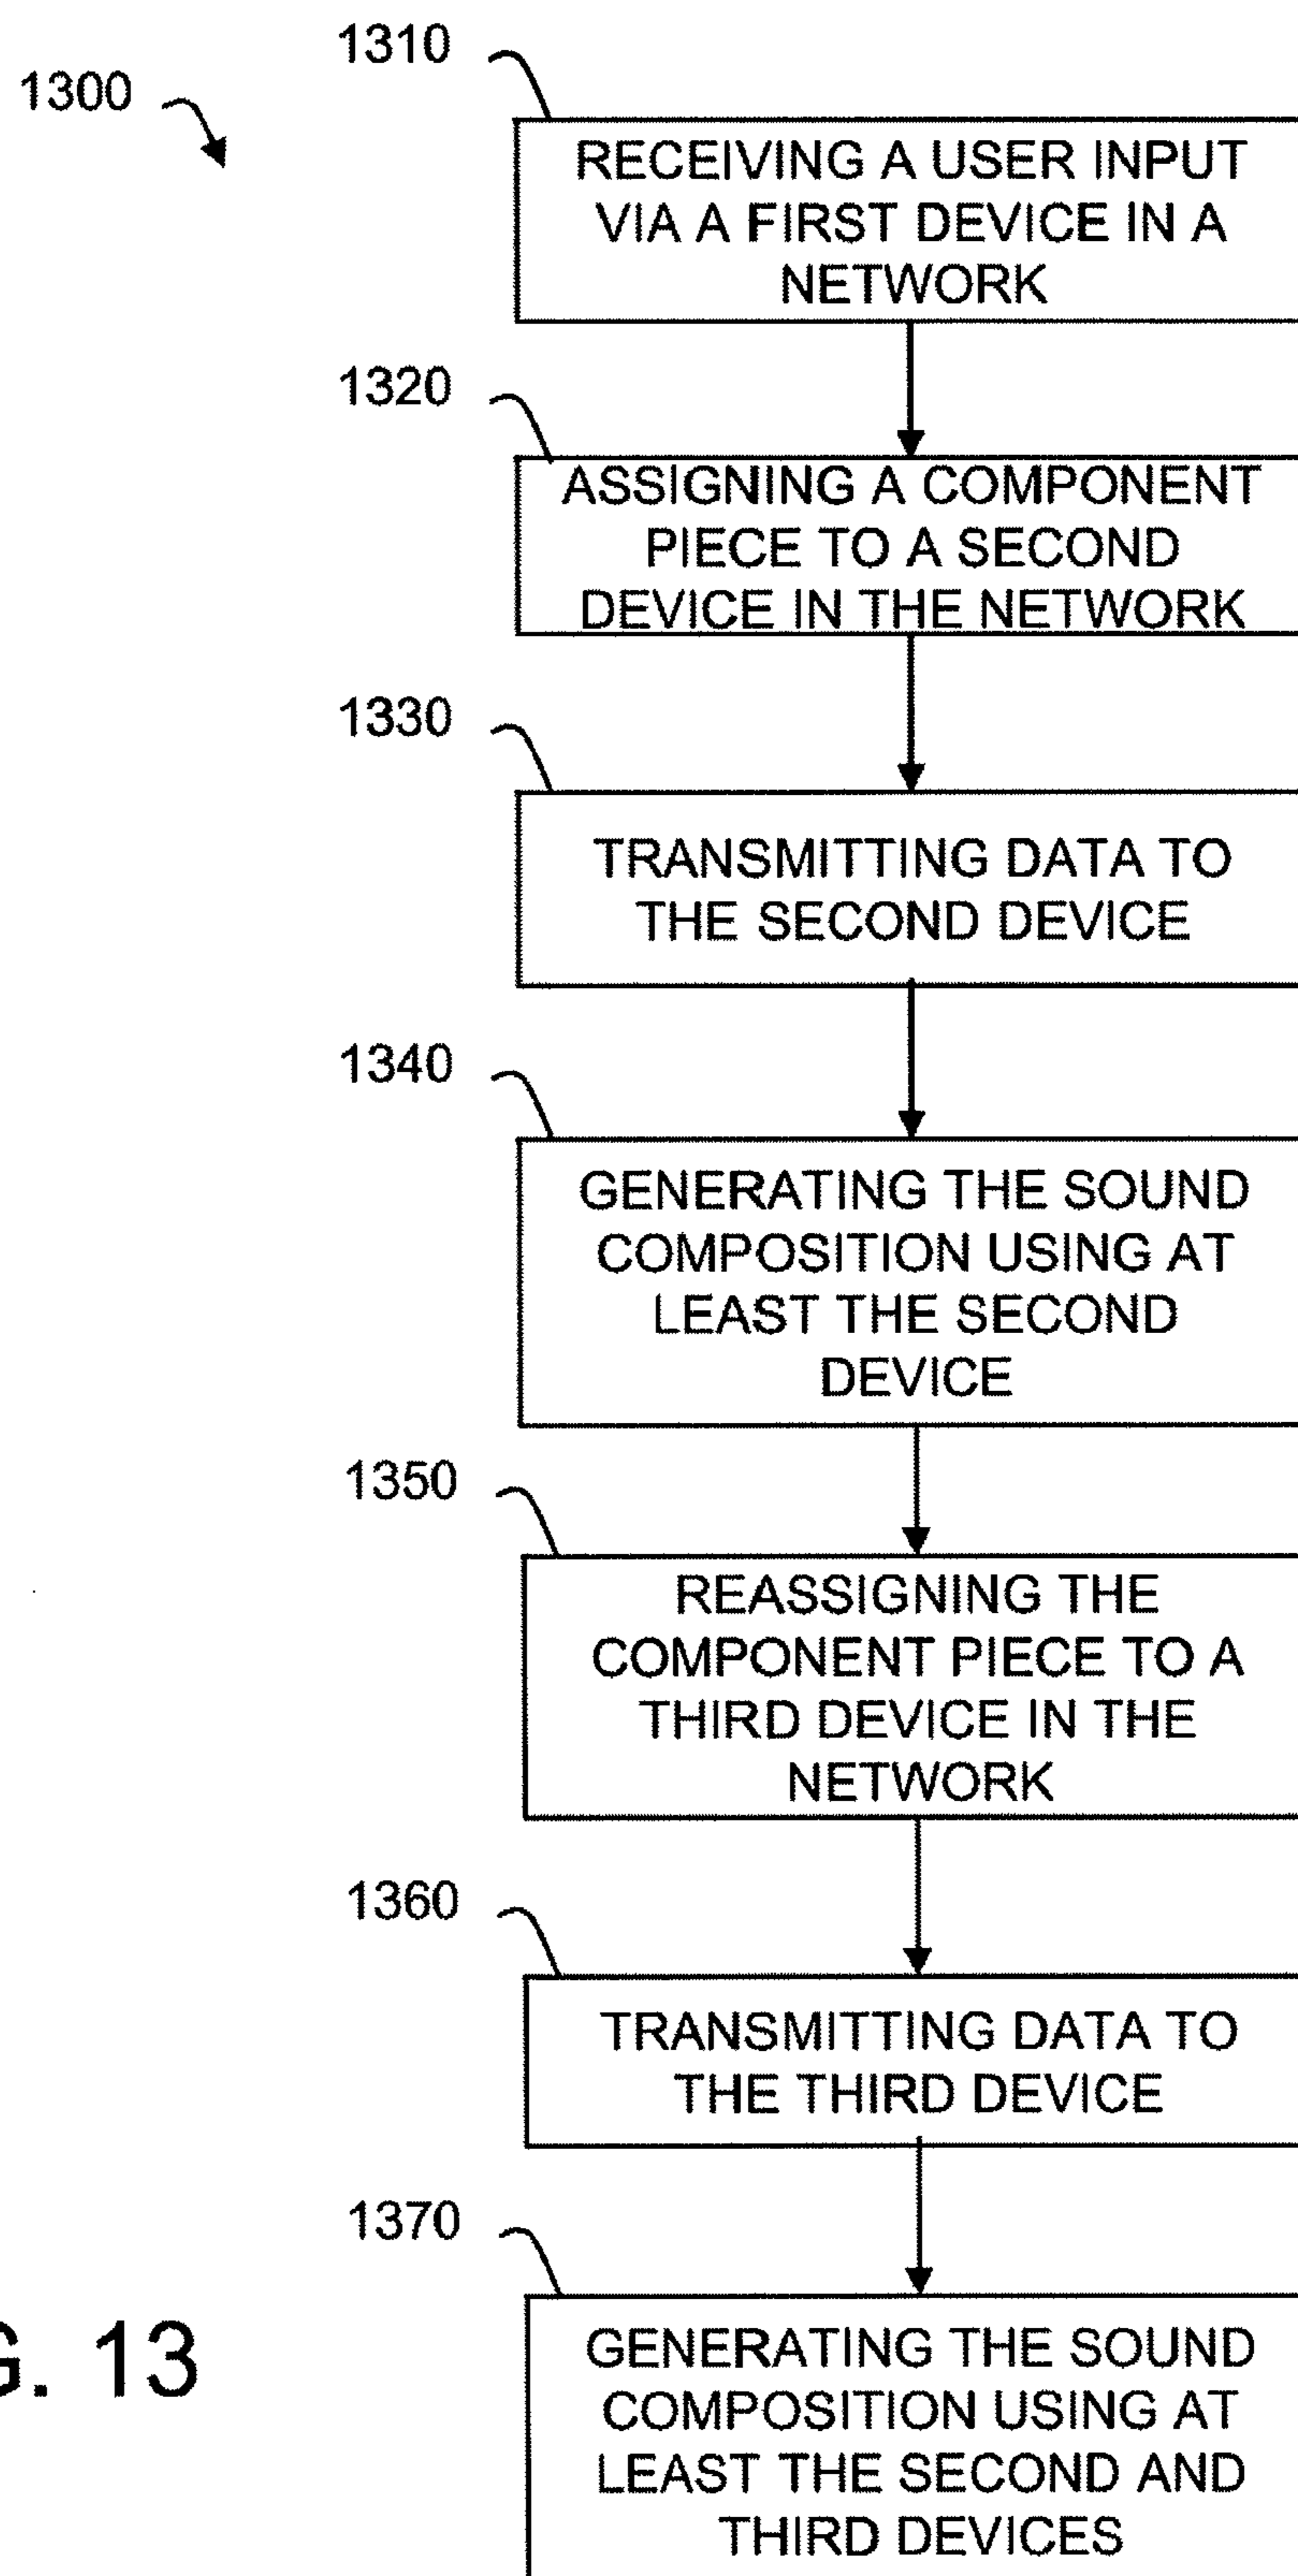 1300
1310
RECEIVING A USER INPUT
VIA A FIRST DEVICE IN A
NETWORK
1320
ASSIGNING A COMPONENT
PIECE TO A SECOND
DEVICE IN THE NETWORK
1330
TRANSMITTING DATA TO
THE SECOND DEVICE
1340
GENERATING THE SOUND
COMPOSITION USING AT
LEAST THE SECOND
DEVICE
1350
REASSIGNING THE
COMPONENT PIECE TO A
THIRD DEVICE IN THE
NETWORK
1360
TRANSMITTING DATA TO
THE THIRD DEVICE
1370
GENERATING THE SOUND
COMPOSITION USING AT
LEAST THE SECOND AND
THIRD DEVICES
G. 13